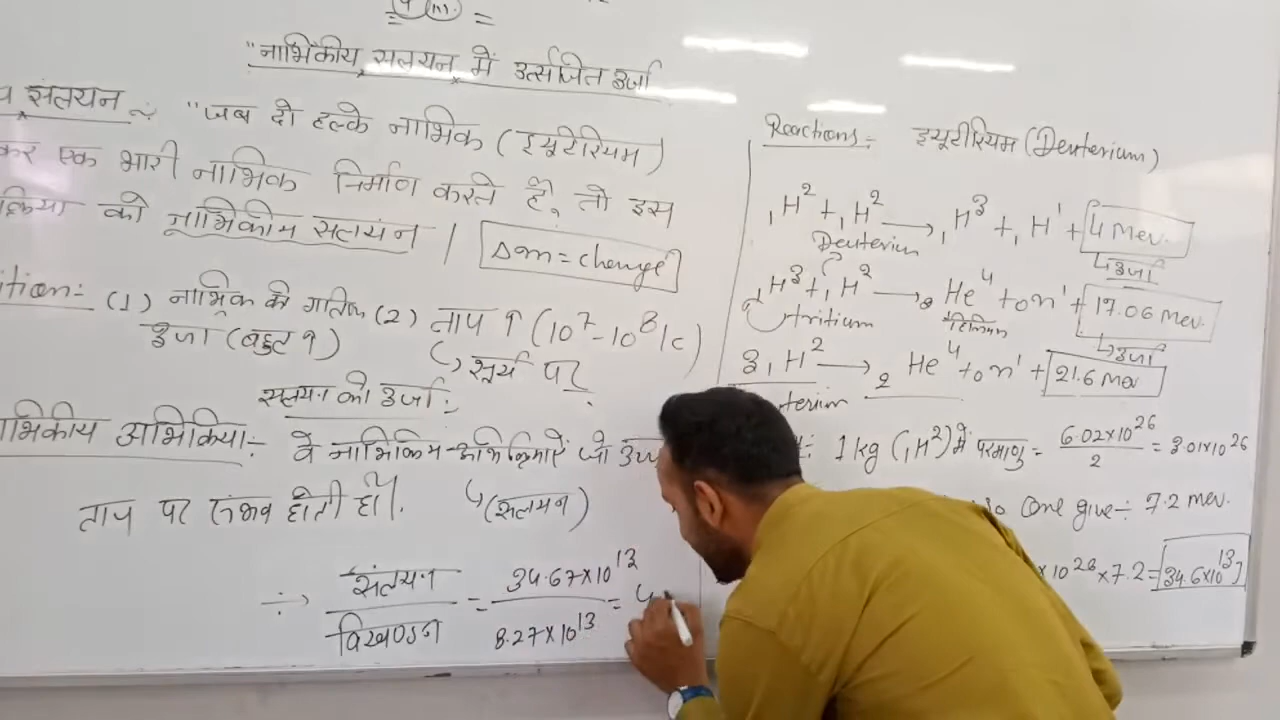 "नाभिकीय संलयन में उत्सर्जित ऊर्जा
संलयन :- "जब दो हल्के नाभिक (ड्यूटेरियम)
कर एक भारी नाभिक निर्माण करते है, तो इस
क्रिया को नाभिकीय संलयन | Δm = change
ition:- (1) नाभिक की गतिज (2) ताप ↑ (10⁷-10⁸ /c)
ऊर्जा (बहुत ↑) सूर्य पर
संलयन की ऊर्जा :-
भिकीय अभिक्रिया :- वे नाभिकिय अभिक्रिया जो
ताप पर संभव होती हो। (संलयन)
÷> संलयन / विखण्डन = 34.67×10¹³ / 8.27×10¹³ = 4
Reactions :- ड्यूटीरियम (Deuterium)
₁H² + ₁H² → ₁H³ + ₁H¹ + 4 Mev.
Deuterium ऊर्जा
₁H³ + ₁H² → ₂He⁴ + ₀n¹ + 17.06 Mev.
tritium हिलियम ऊर्जा
3 ₁H² → ₂He⁴ + ₀n¹ + 21.6 Mev
terium
1 kg (₁H²) में परमाणु = 6.02×10²⁶ / 2 = 3.01×10²⁶
So One give ÷ 7.2 mev.
×10²⁶×7.2 = 34.6×10¹³ J